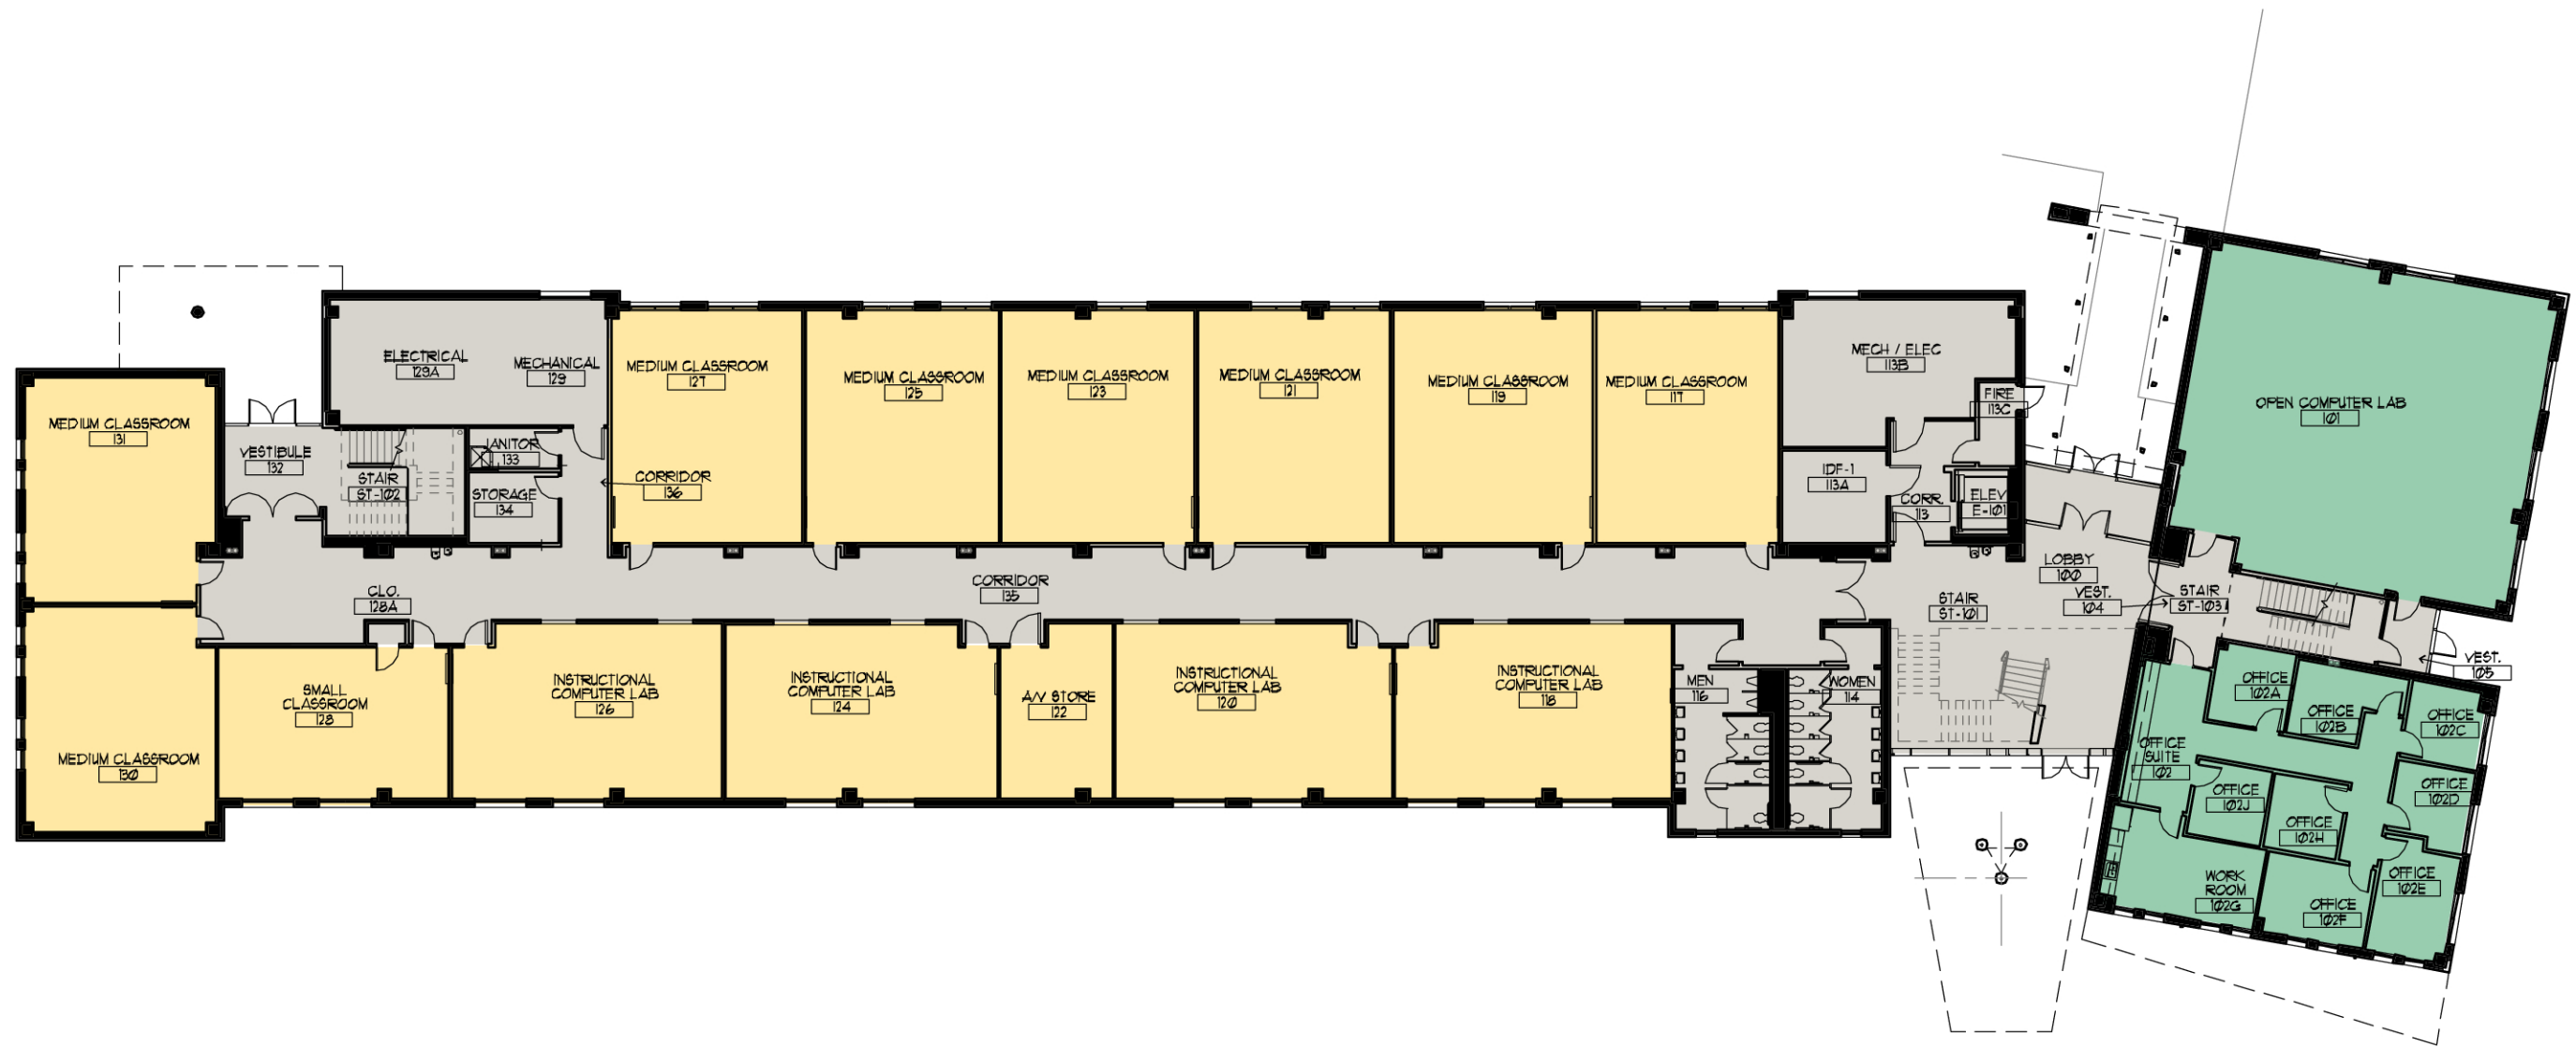 ELECTRICAL
129A
MECHANICAL
129
MEDIUM CLASSROOM
127
MEDIUM CLASSROOM
125
MEDIUM CLASSROOM
123
MEDIUM CLASSROOM
121
MEDIUM CLASSROOM
119
MEDIUM CLASSROOM
117
MECH / ELEC
113B
FIRE
113C
OPEN COMPUTER LAB
101
MEDIUM CLASSROOM
131
VESTIBULE
132
STAIR
ST-102
JANITOR
133
STORAGE
134
CORRIDOR
136
IDF-1
113A
CORR.
113
ELEV
E-101
LOBBY
100
VEST.
104
STAIR
ST-103
CLO.
128A
CORRIDOR
135
STAIR
ST-101
VEST.
105
MEDIUM CLASSROOM
130
SMALL
CLASSROOM
128
INSTRUCTIONAL
COMPUTER LAB
126
INSTRUCTIONAL
COMPUTER LAB
124
A/V STORE
122
INSTRUCTIONAL
COMPUTER LAB
120
INSTRUCTIONAL
COMPUTER LAB
118
MEN
116
WOMEN
114
OFFICE
102A
OFFICE
102B
OFFICE
102C
OFFICE
SUITE
102
OFFICE
102J
OFFICE
102H
OFFICE
102D
WORK
ROOM
102G
OFFICE
102F
OFFICE
102E